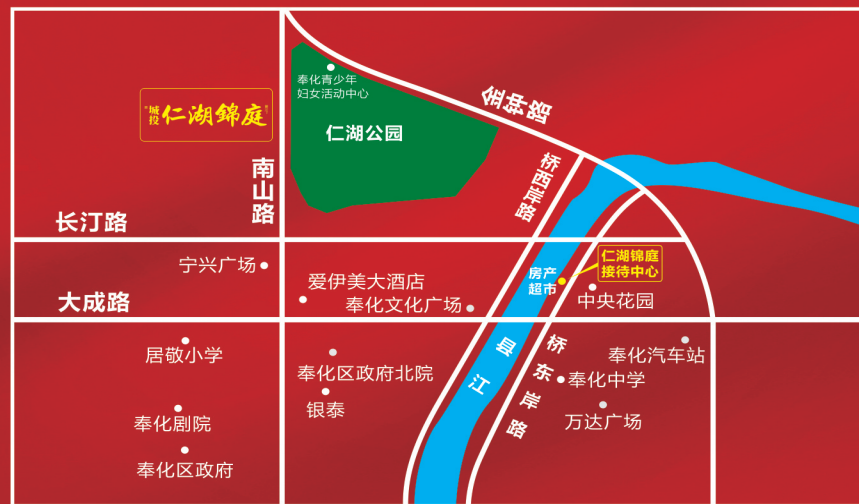 奉化青少年
妇女活动中心
城投
仁湖锦庭
仁湖公园
金海路
桥西岸路
南山路
长汀路
宁兴广场
仁湖锦庭
接待中心
房产
超市
爱伊美大酒店
中央花园
大成路
奉化文化广场
居敬小学
县江
桥东岸路
奉化汽车站
奉化区政府北院
奉化中学
银泰
奉化剧院
万达广场
奉化区政府